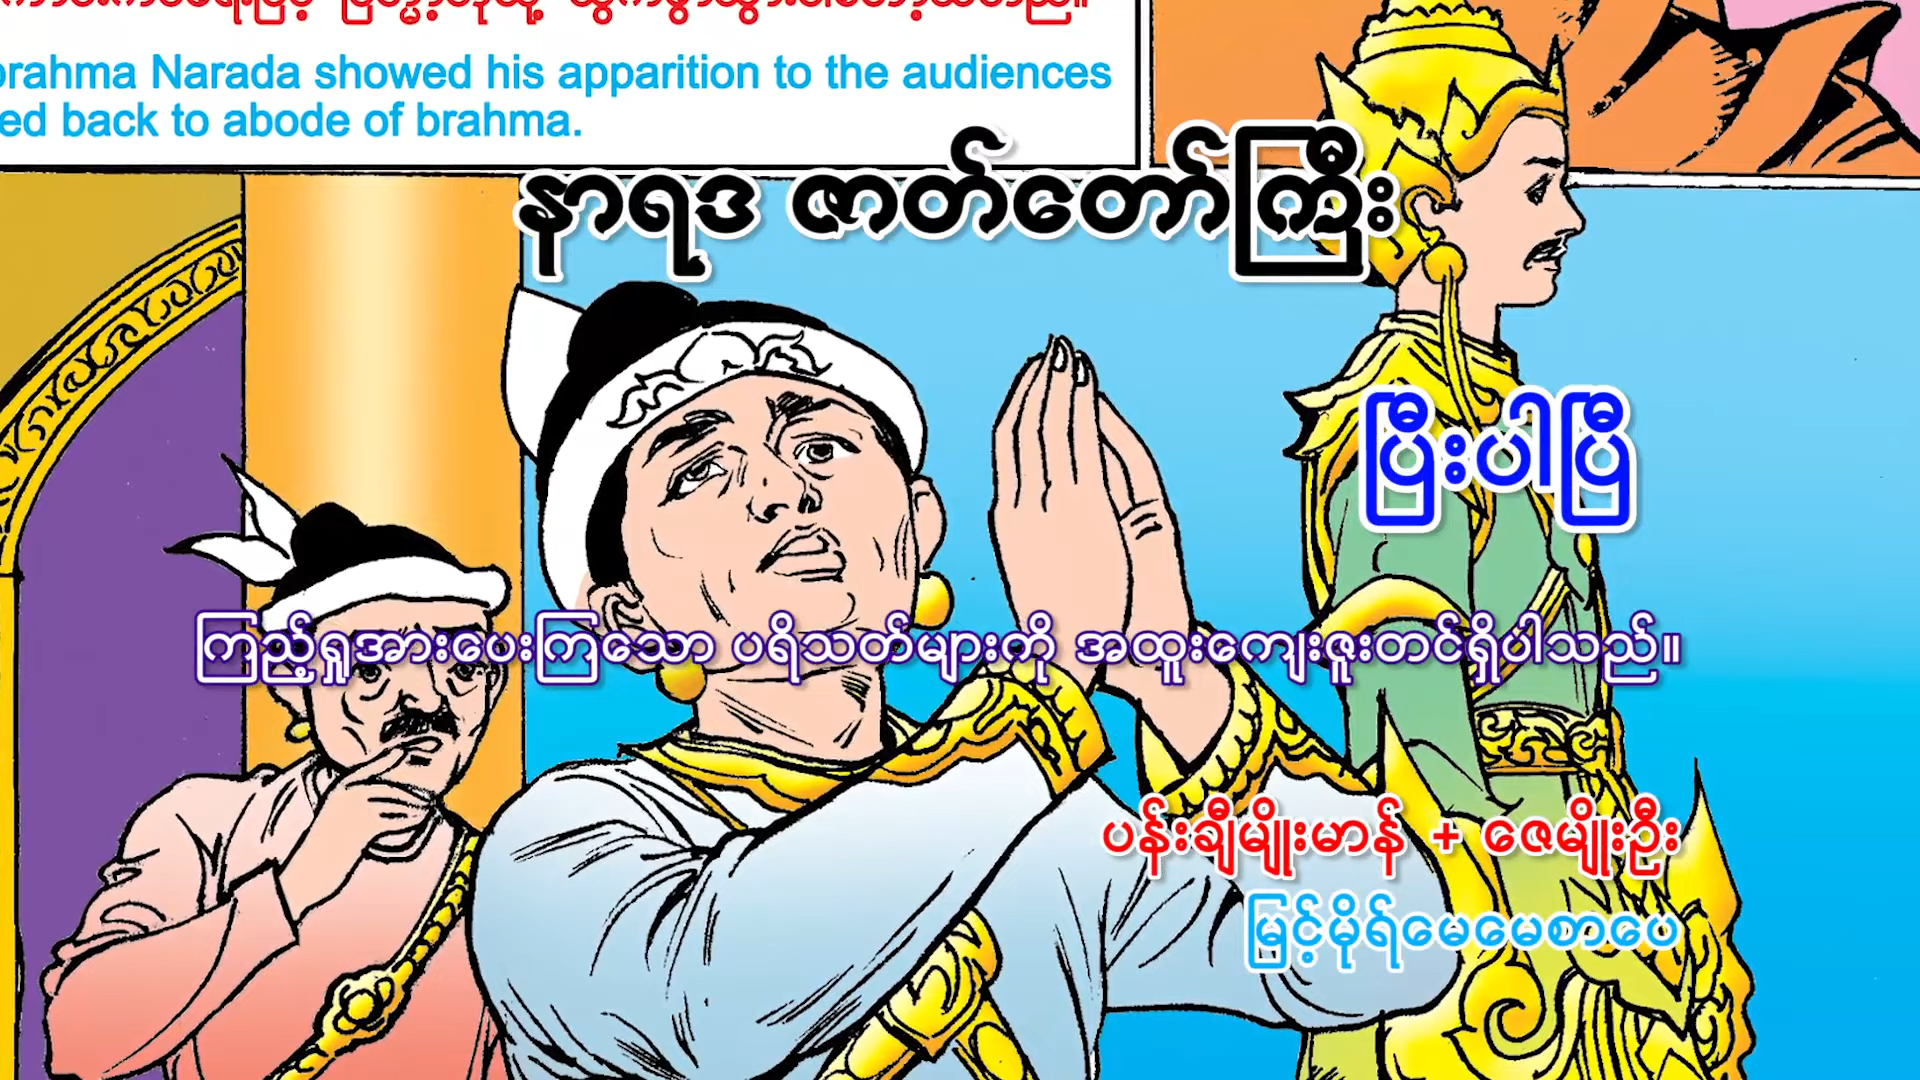 brahma Narada showed his apparition to the audiences
ed back to abode of brahma.
နာရဒ ဇာတ်တော်ကြီး
ပြီးပါပြီ
ကြည့်ရှုအားပေးကြသော ပရိသတ်များကို အထူးကျေးဇူးတင်ရှိပါသည်။
ပန်းချီမျိုးမာန် + ဇေမျိုးဦး
မြင့်မိုရ်မေမေစာပေ